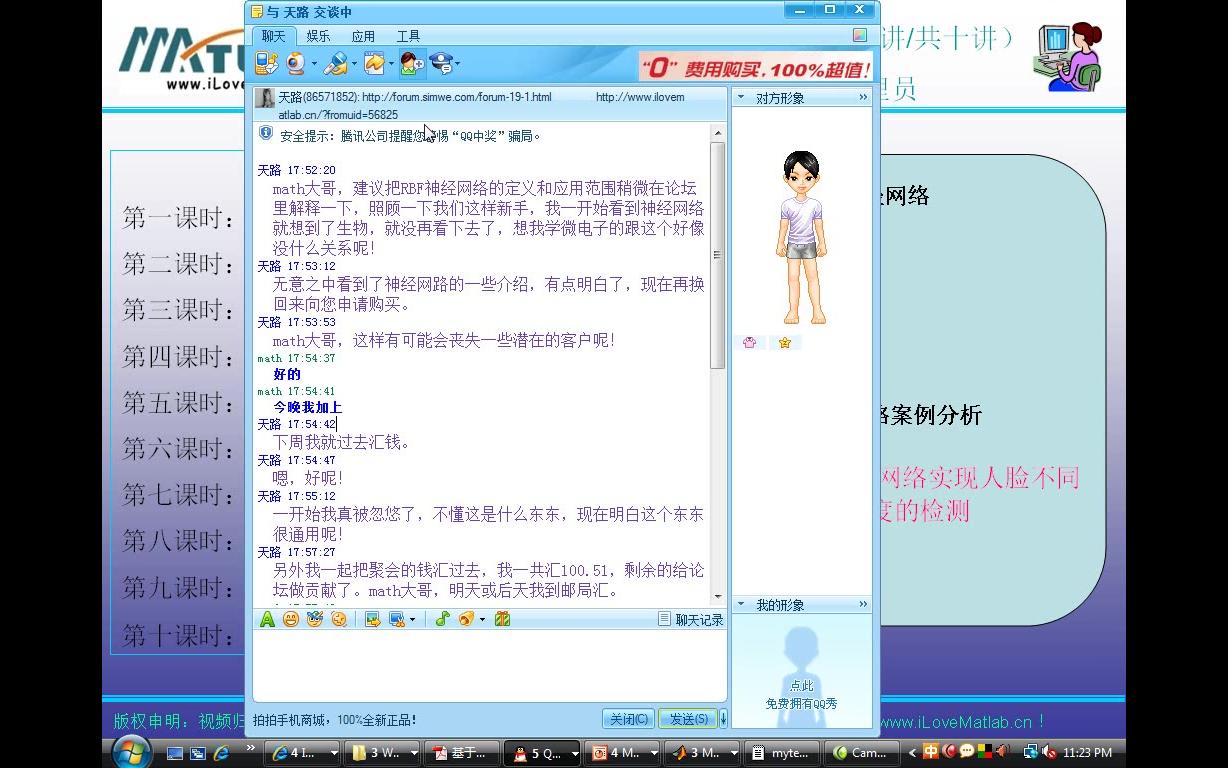 与 天路 交谈中
聊天 娱乐 应用 工具
"0" 费用购买，100%超值！
讲/共十讲）
www.iLove
理员
天路(86571852): http://forum.simwe.com/forum-19-1.html http://www.ilovem
atlab.cn/?fromuid=56825
对方形象
安全提示：腾讯公司提醒您 惕“QQ中奖”骗局。
天路 17:52:20
math大哥，建议把RBF神经网络的定义和应用范围稍微在论坛
里解释一下，照顾一下我们这样新手，我一开始看到神经网络
就想到了生物，就没再看下去了，想我学微电子的跟这个好像
没什么关系呢！
天路 17:53:12
无意之中看到了神经网路的一些介绍，有点明白了，现在再换
回来向您申请购买。
天路 17:53:53
math大哥，这样有可能会丧失一些潜在的客户呢！
math 17:54:37
好的
math 17:54:41
今晚我加上
天路 17:54:42
下周我就过去汇钱。
天路 17:54:47
嗯，好呢！
天路 17:55:12
一开始我真被忽悠了，不懂这是什么东东，现在明白这个东东
很通用呢！
天路 17:57:27
另外我一起把聚会的钱汇过去，我一共汇100.51，剩余的给论
坛做贡献了。math大哥，明天或后天我到邮局汇。
聊天记录
我的形象
点此
免费拥有QQ秀
拍拍手机商城，100%全新正品！
关闭(C) 发送(S)
第一课时：
第二课时：
第三课时：
第四课时：
第五课时：
第六课时：
第七课时：
第八课时：
第九课时：
第十课时：
网络
案例分析
网络实现人脸不同
度的检测
版权申明：视频归
www.iLoveMatlab.cn！
4 I... 3 W... 基于... 5 Q... 4 M... 3 M... myte... Cam... 中 11:23 PM